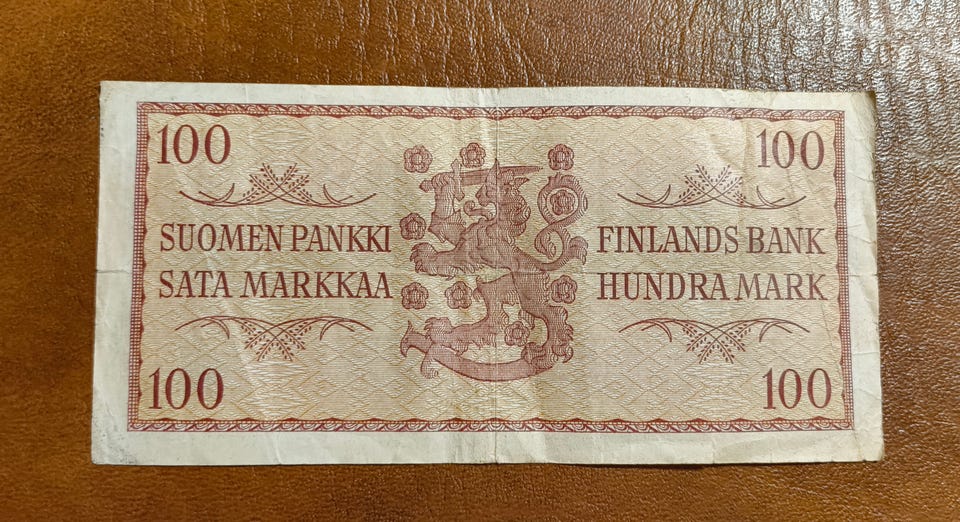 100 100
SUOMEN PANKKI FINLANDS BANK
SATA MARKKAA HUNDRA MARK
100 100